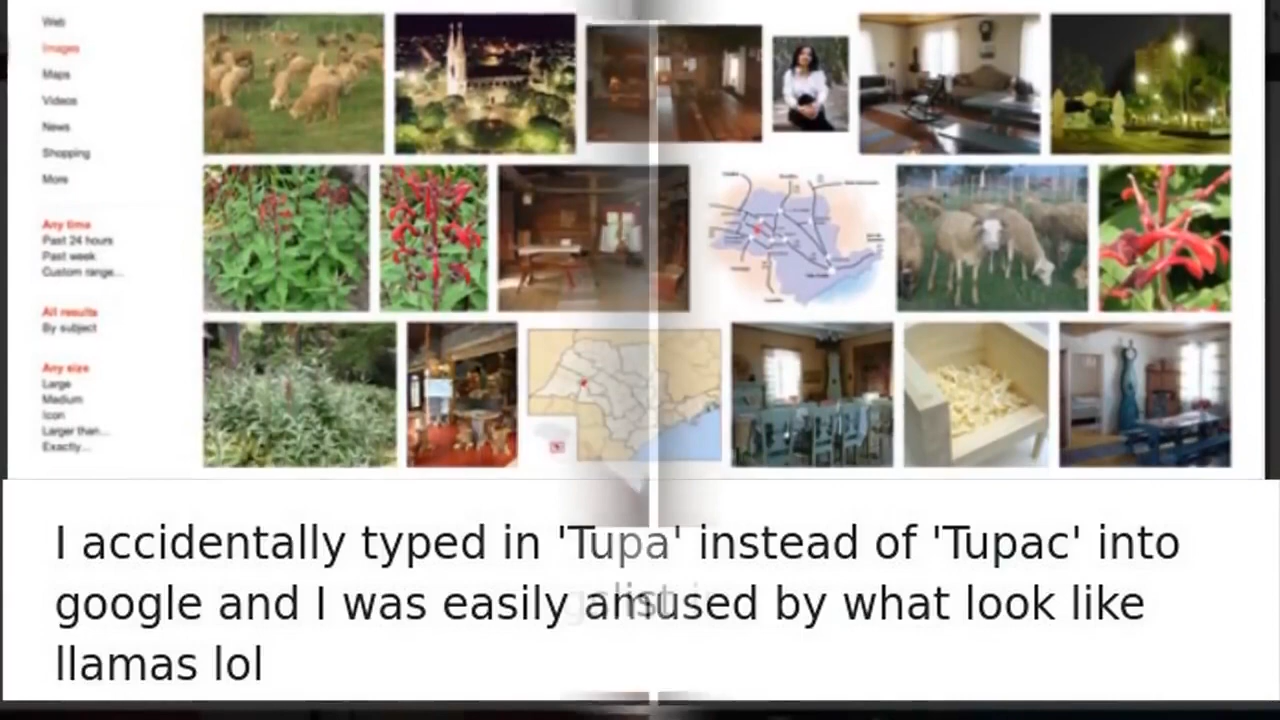 Web
Images
Maps
Videos
News
Shopping
More
Any time
Past 24 hours
Past week
Custom range...
All results
By subject
Any size
Large
Medium
Icon
Larger than...
Exactly...
I accidentally typed in 'Tupa' instead of 'Tupac' into
google and I was easily amused by what look like
llamas lol